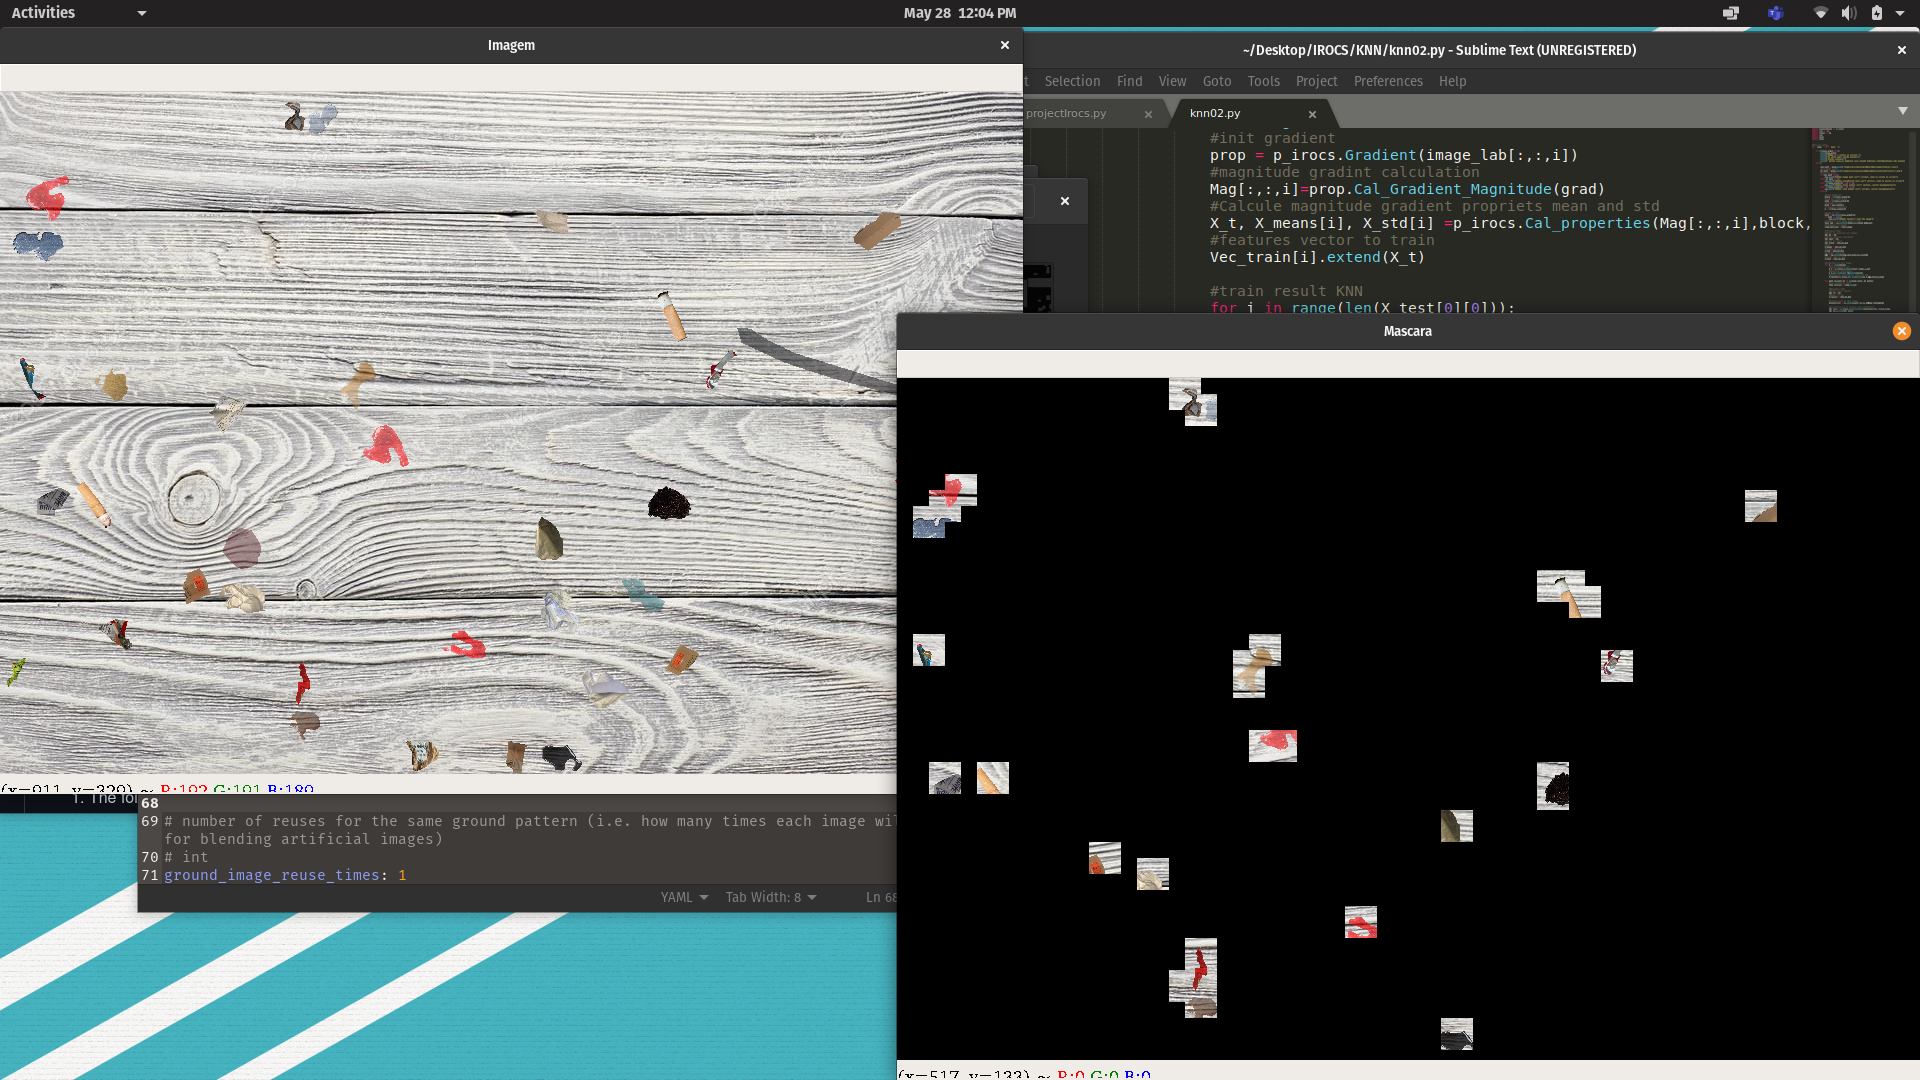 Activities
May 28 12:04 PM
Imagem
~/Desktop/IROCS/KNN/knn02.py - Sublime Text (UNREGISTERED)
Selection Find View Goto Tools Project Preferences Help
projectIrocs.py
knn02.py
#init gradient
prop = p_irocs.Gradient(image_lab[:,:,i])
#magnitude gradint calculation
Mag[:,:,i]=prop.Cal_Gradient_Magnitude(grad)
#Calcule magnitude gradient propriets mean and std
X_t, X_means[i], X_std[i] =p_irocs.Cal_properties(Mag[:,:,i],block,
#features vector to train
Vec_train[i].extend(X_t)
#train result KNN
for j in range(len(X_test[0][0])):
Mascara
(x=911, y=329) ~ R:192 G:191 B:189
1. The
68
69 # number of reuses for the same ground pattern (i.e. how many times each image
for blending artificial images)
70 # int
71 ground_image_reuse_times: 1
YAML Tab Width: 8 Ln 68
(x=517, y=133) ~ R:0 G:0 B:0